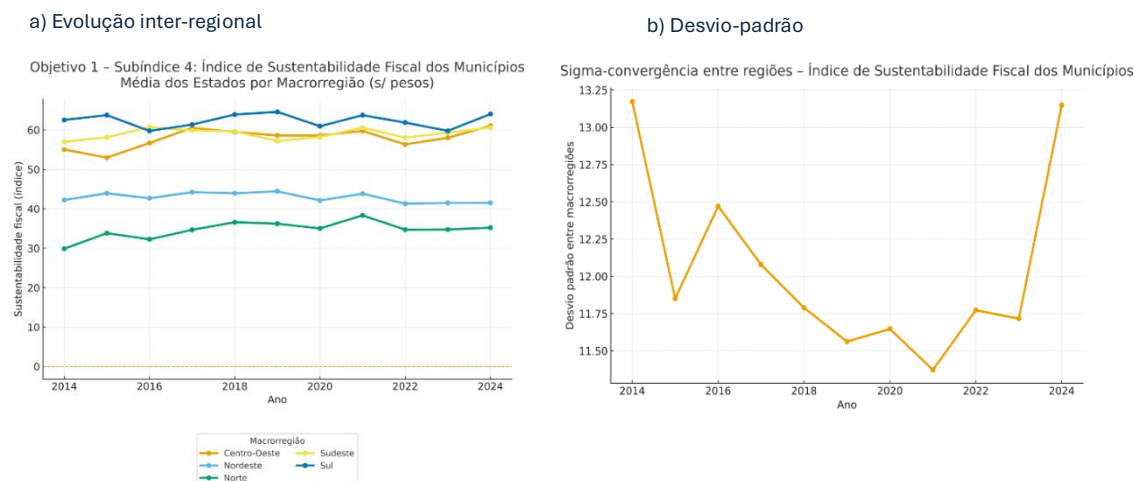 a) Evolução inter-regional
Objetivo 1 – Subíndice 4: Índice de Sustentabilidade Fiscal dos Municípios
Média dos Estados por Macrorregião (s/ pesos)
Sustentabilidade fiscal (índice)
60
50
40
30
20
10
0
2014
2016
2018
2020
2022
2024
Ano
Macrorregião
Centro-Oeste
Sudeste
Nordeste
Sul
Norte
b) Desvio-padrão
Sigma-convergência entre regiões – Índice de Sustentabilidade Fiscal dos Municípios
Desvio padrão entre macrorregiões
13.25
13.00
12.75
12.50
12.25
12.00
11.75
11.50
2014
2016
2018
2020
2022
2024
Ano